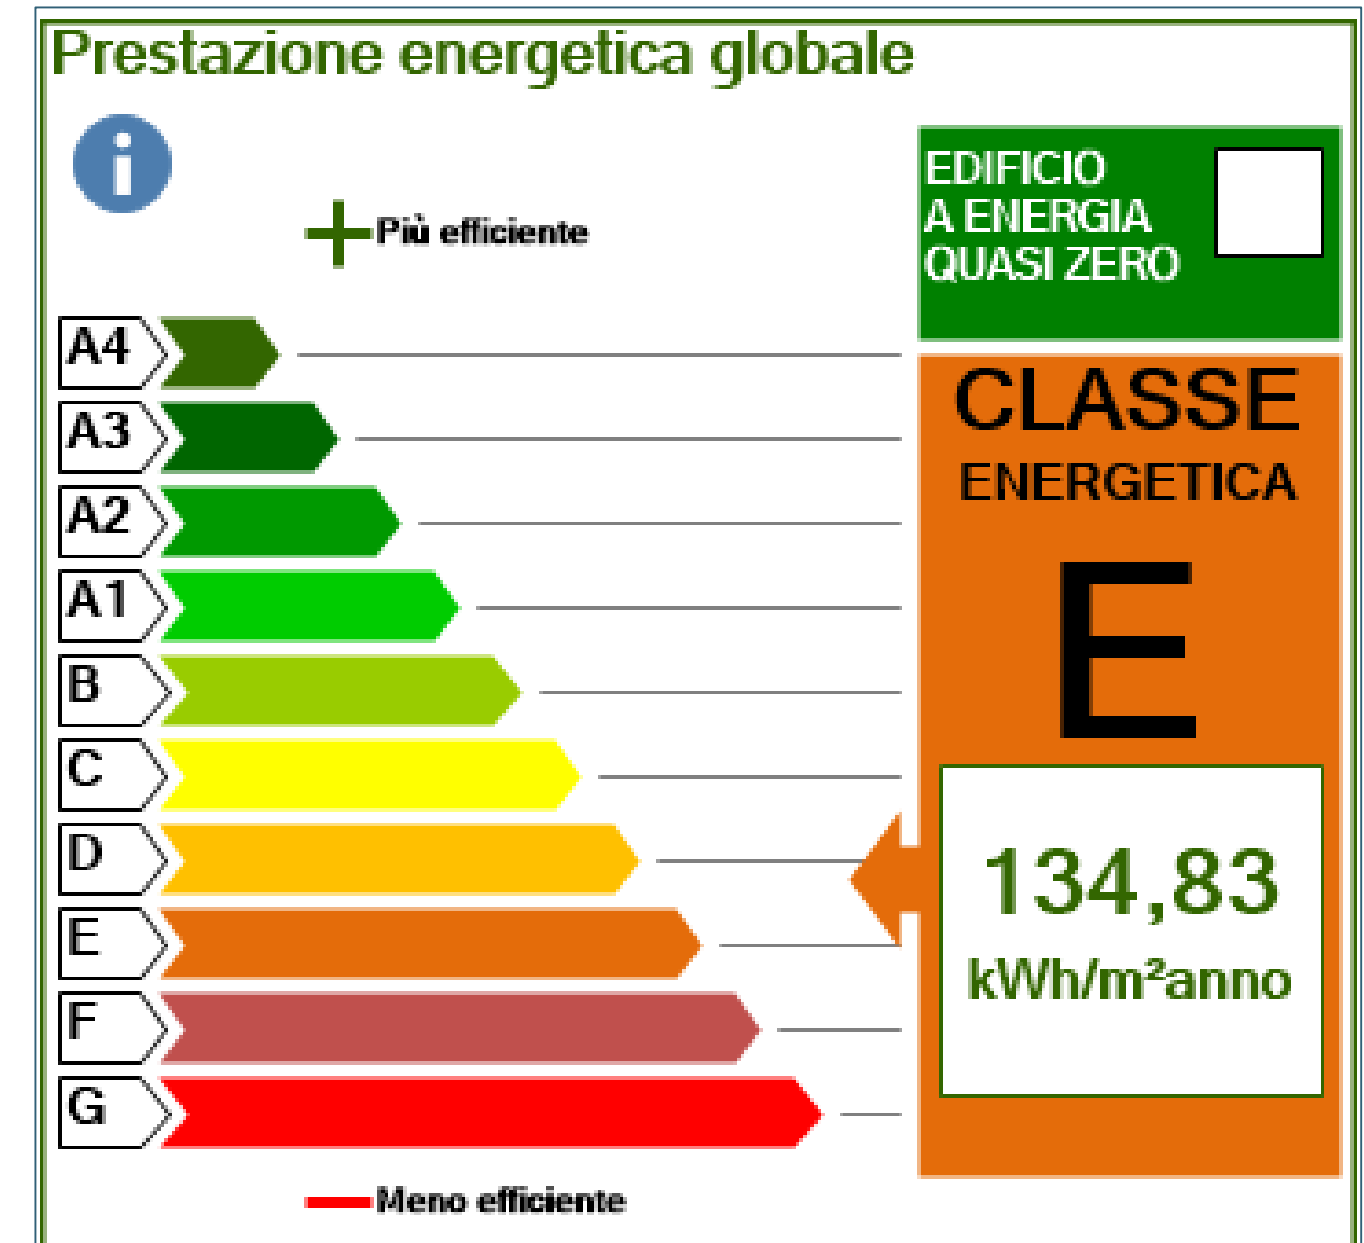 Prestazione energetica globale
i
EDIFICIO
A ENERGIA
QUASI ZERO
Più efficiente
A4
A3
A2
A1
B
C
D
E
F
G
CLASSE
ENERGETICA
E
134,83
kWh/m²anno
Meno efficiente